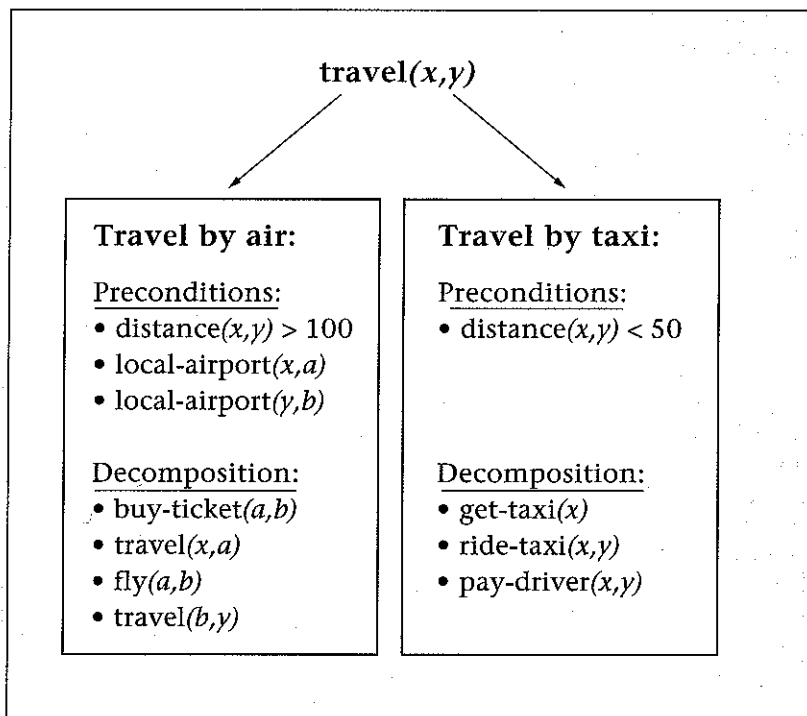 travel(x,y)
Travel by air:
Preconditions:
• distance(x,y) > 100
• local-airport(x,a)
• local-airport(y,b)
Decomposition:
• buy-ticket(a,b)
• travel(x,a)
• fly(a,b)
• travel(b,y)
Travel by taxi:
Preconditions:
• distance(x,y) < 50
Decomposition:
• get-taxi(x)
• ride-taxi(x,y)
• pay-driver(x,y)